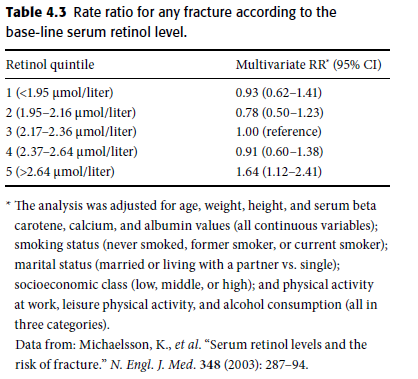 Table 4.3 Rate ratio for any fracture according to the
base-line serum retinol level.
Retinol quintile Multivariate RR* (95% CI)
1 (<1.95 μmol/liter) 0.93 (0.62–1.41)
2 (1.95–2.16 μmol/liter) 0.78 (0.50–1.23)
3 (2.17–2.36 μmol/liter) 1.00 (reference)
4 (2.37–2.64 μmol/liter) 0.91 (0.60–1.38)
5 (>2.64 μmol/liter) 1.64 (1.12–2.41)
* The analysis was adjusted for age, weight, height, and serum beta
carotene, calcium, and albumin values (all continuous variables);
smoking status (never smoked, former smoker, or current smoker);
marital status (married or living with a partner vs. single);
socioeconomic class (low, middle, or high); and physical activity
at work, leisure physical activity, and alcohol consumption (all in
three categories).
Data from: Michaelsson, K., et al. “Serum retinol levels and the
risk of fracture.” N. Engl. J. Med. 348 (2003): 287–94.